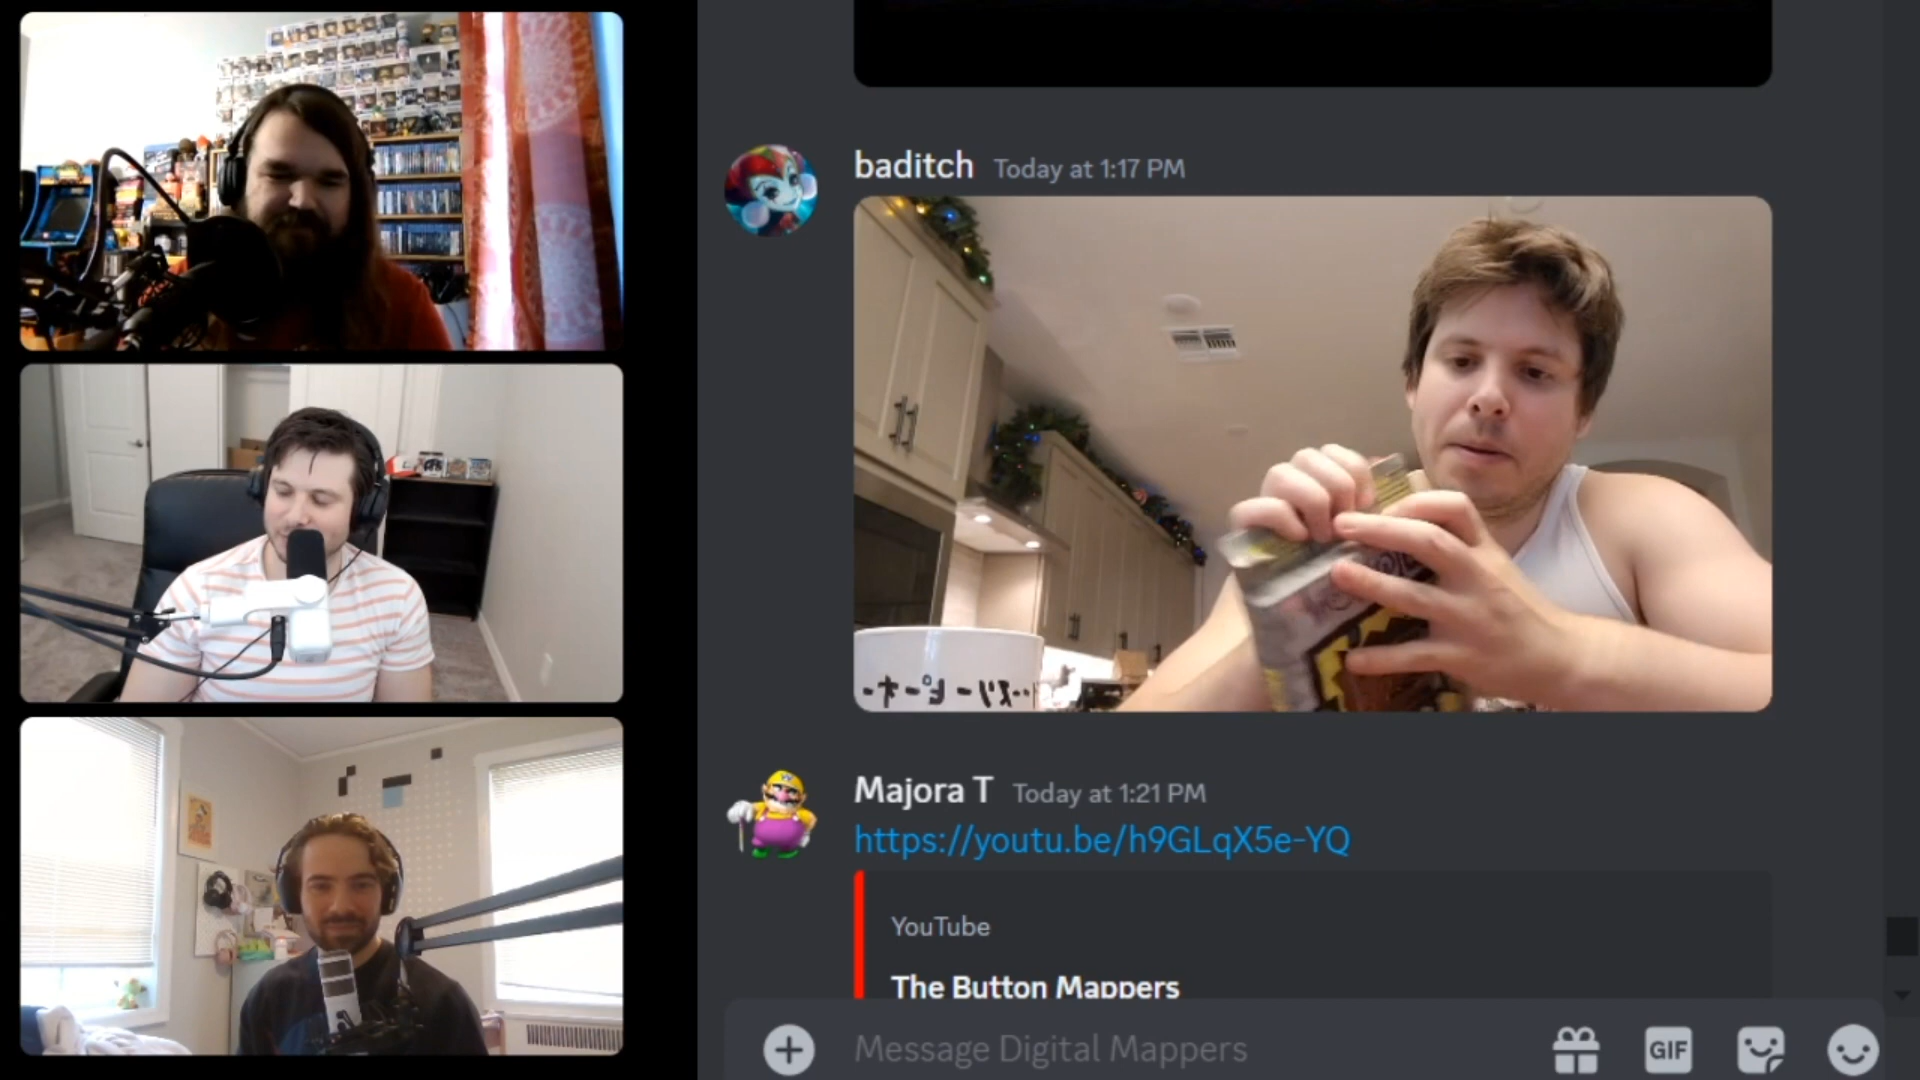 baditch Today at 1:17 PM
Majora T Today at 1:21 PM
https://youtu.be/h9GLqX5e-YQ
YouTube
The Button Mappers
Message Digital Mappers
GIF